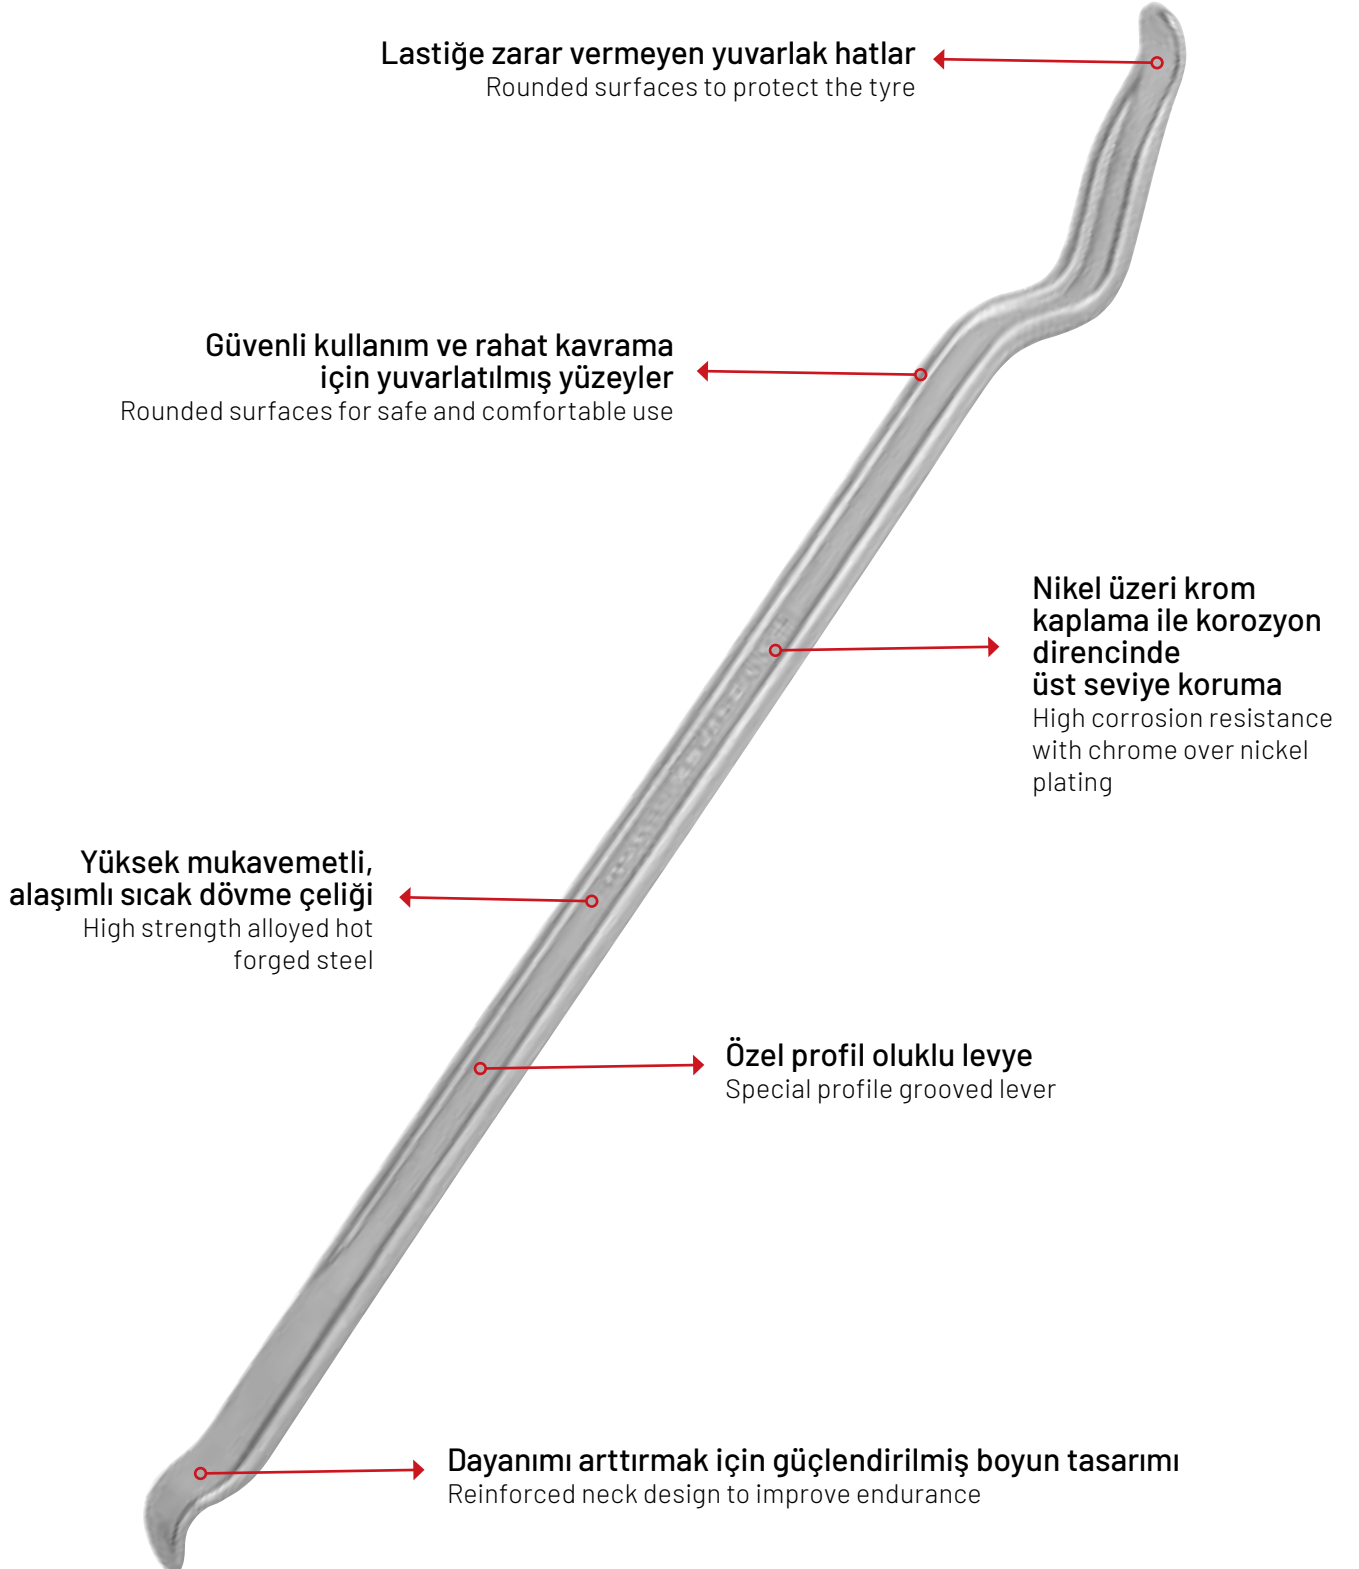 Lastiğe zarar vermeyen yuvarlak hatlar
Rounded surfaces to protect the tyre
Güvenli kullanım ve rahat kavrama
için yuvarlatılmış yüzeyler
Rounded surfaces for safe and comfortable use
Nikel üzeri krom
kaplama ile korozyon
direncinde
üst seviye koruma
High corrosion resistance
with chrome over nickel
plating
Yüksek mukavemetli,
alaşımlı sıcak dövme çeliği
High strength alloyed hot
forged steel
Özel profil oluklu levye
Special profile grooved lever
Dayanımı arttırmak için güçlendirilmiş boyun tasarımı
Reinforced neck design to improve endurance